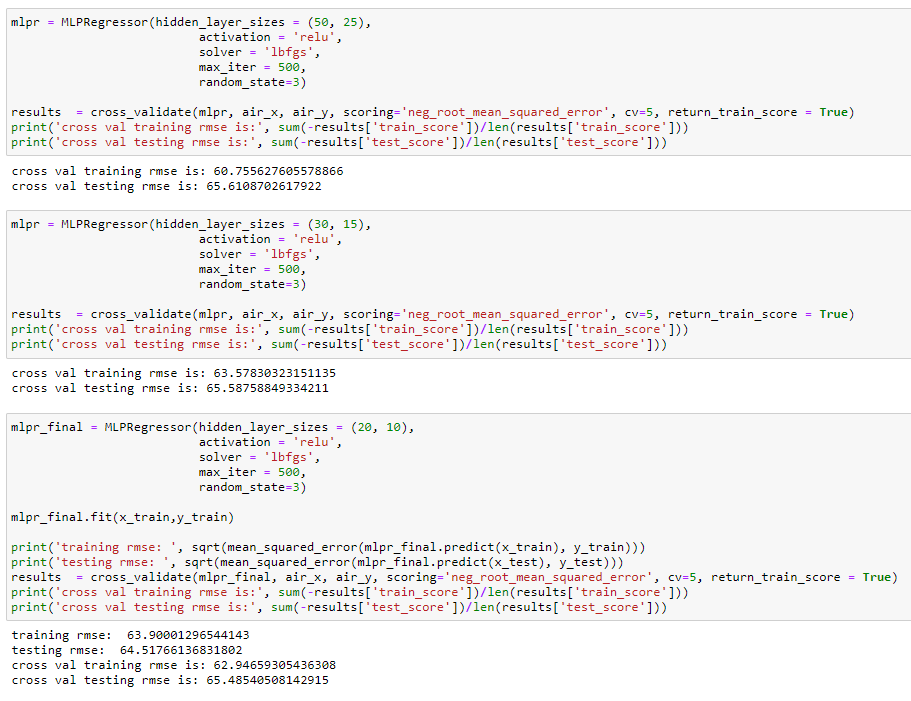 mlpr = MLPRegressor(hidden_layer_sizes = (50, 25),
activation = 'relu',
solver = 'lbfgs',
max_iter = 500,
random_state=3)
results  = cross_validate(mlpr, air_x, air_y, scoring='neg_root_mean_squared_error', cv=5, return_train_score = True)
print('cross val training rmse is:', sum(-results['train_score'])/len(results['train_score']))
print('cross val testing rmse is:', sum(-results['test_score'])/len(results['test_score']))
cross val training rmse is: 60.755627605578866
cross val testing rmse is: 65.6108702617922
mlpr = MLPRegressor(hidden_layer_sizes = (30, 15),
activation = 'relu',
solver = 'lbfgs',
max_iter = 500,
random_state=3)
results  = cross_validate(mlpr, air_x, air_y, scoring='neg_root_mean_squared_error', cv=5, return_train_score = True)
print('cross val training rmse is:', sum(-results['train_score'])/len(results['train_score']))
print('cross val testing rmse is:', sum(-results['test_score'])/len(results['test_score']))
cross val training rmse is: 63.57830323151135
cross val testing rmse is: 65.58758849334211
mlpr_final = MLPRegressor(hidden_layer_sizes = (20, 10),
activation = 'relu',
solver = 'lbfgs',
max_iter = 500,
random_state=3)
mlpr_final.fit(x_train,y_train)
print('training rmse: ', sqrt(mean_squared_error(mlpr_final.predict(x_train), y_train)))
print('testing rmse: ', sqrt(mean_squared_error(mlpr_final.predict(x_test), y_test)))
results  = cross_validate(mlpr_final, air_x, air_y, scoring='neg_root_mean_squared_error', cv=5, return_train_score = True)
print('cross val training rmse is:', sum(-results['train_score'])/len(results['train_score']))
print('cross val testing rmse is:', sum(-results['test_score'])/len(results['test_score']))
training rmse:  63.90001296544143
testing rmse:  64.51766136831802
cross val training rmse is: 62.94659305436308
cross val testing rmse is: 65.48540508142915